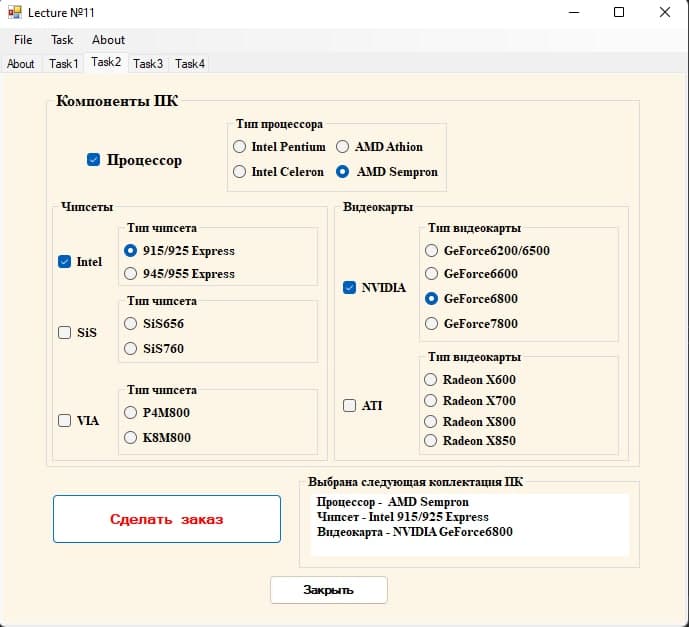 Lecture №11
File Task About
About Task1 Task2 Task3 Task4
Компоненты ПК
Тип процессора
Процессор
Intel Pentium AMD Athion
Intel Celeron AMD Sempron
Чипсеты
Тип чипсета
Intel
915/925 Express
945/955 Express
Тип чипсета
SiS
SiS656
SiS760
Тип чипсета
VIA
P4M800
K8M800
Видеокарты
Тип видеокарты
NVIDIA
GeForce6200/6500
GeForce6600
GeForce6800
GeForce7800
Тип видеокарты
ATI
Radeon X600
Radeon X700
Radeon X800
Radeon X850
Сделать заказ
Выбрана следующая коплектация ПК
Процессор - AMD Sempron
Чипсет - Intel 915/925 Express
Видеокарта - NVIDIA GeForce6800
Закрыть